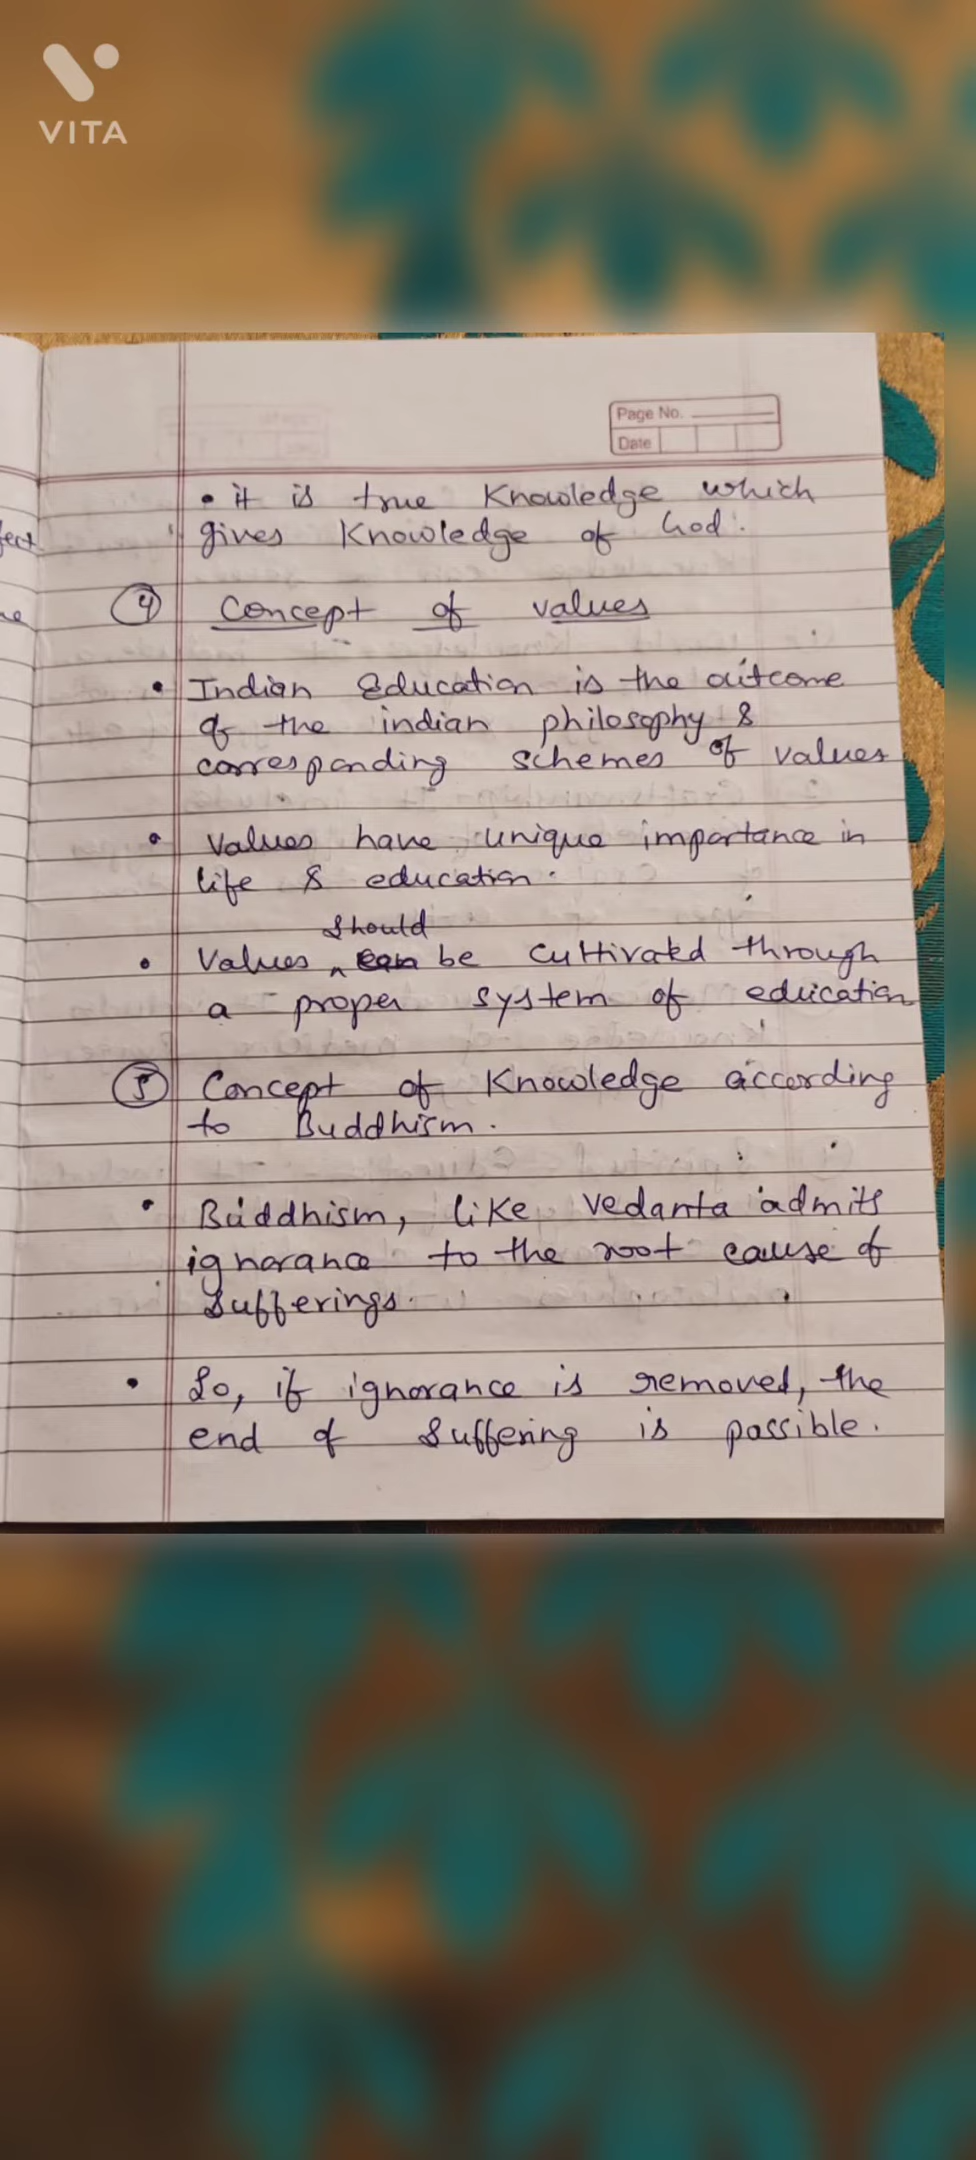 VITA
Page No.
Date
fect
• it is true Knowledge which
gives Knowledge of God.
④ Concept of values
• Indian Education is the outcome
of the indian philosophy &
corresponding schemes of values
• Values have unique importance in
life & education.
should
• Values ^ can be cultivated through
a proper system of education
⑤ Concept of Knowledge according
to Buddhism.
• Buddhism, like vedanta admits
ignorance to the root cause of
sufferings.
• So, if ignorance is removed, the
end of suffering is possible.